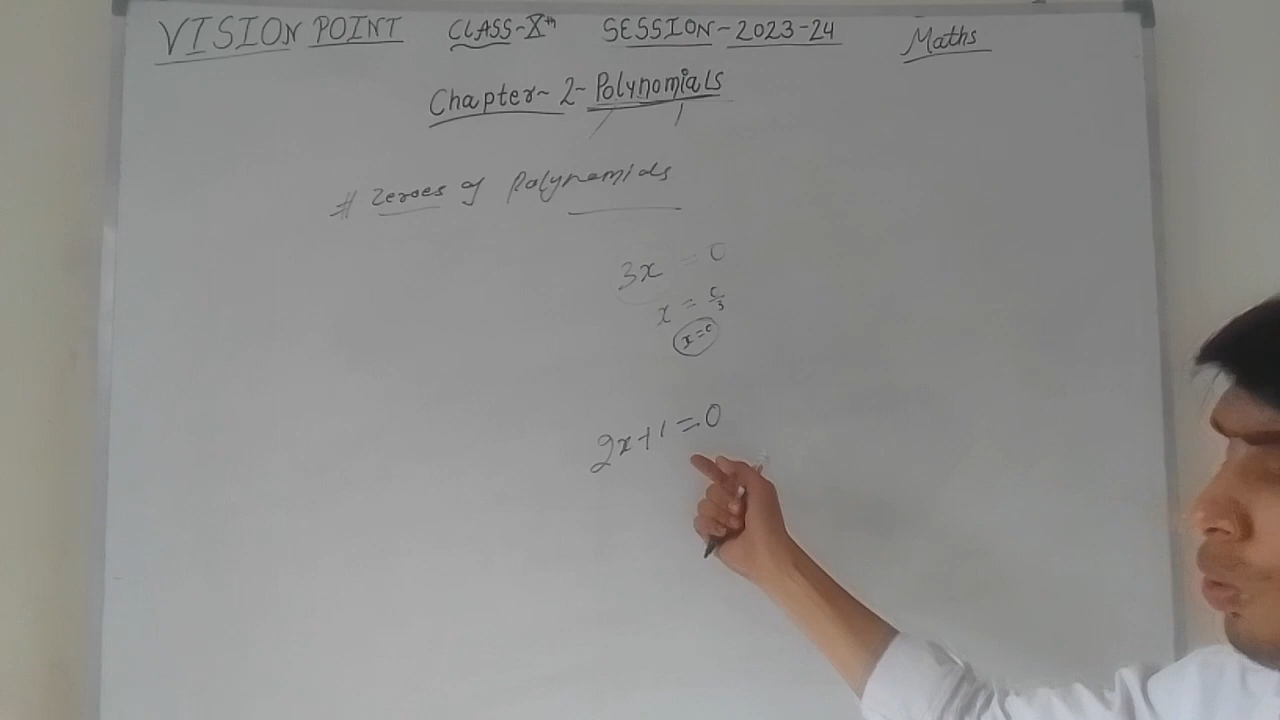 VISION POINT CLASS-Xth SESSION-2023-24 Maths
Chapter-2-Polynomials
# Zeroes of Polynomials
3x = 0
x = 0/3
x=0
2x+1=0